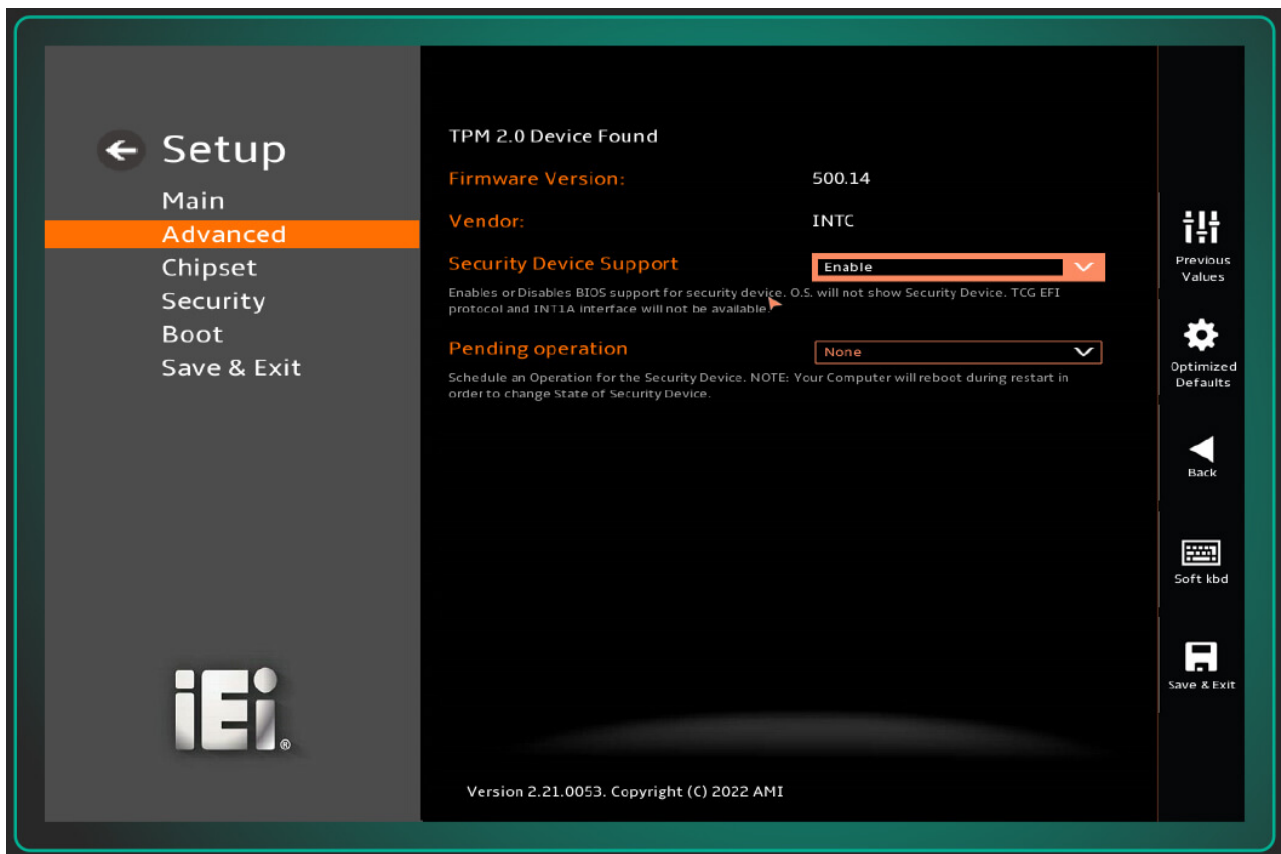 Setup
Main
Advanced
Chipset
Security
Boot
Save & Exit
iEi®
TPM 2.0 Device Found
Firmware Version: 500.14
Vendor: INTC
Security Device Support Enable
Enables or Disables BIOS support for security device. O.S. will not show Security Device. TCG EFI
protocol and INT1A interface will not be available.
Pending operation None
Schedule an Operation for the Security Device. NOTE: Your Computer will reboot during restart in
order to change State of Security Device.
Version 2.21.0053. Copyright (C) 2022 AMI
Previous
Values
Optimized
Defaults
Back
Soft kbd
Save & Exit